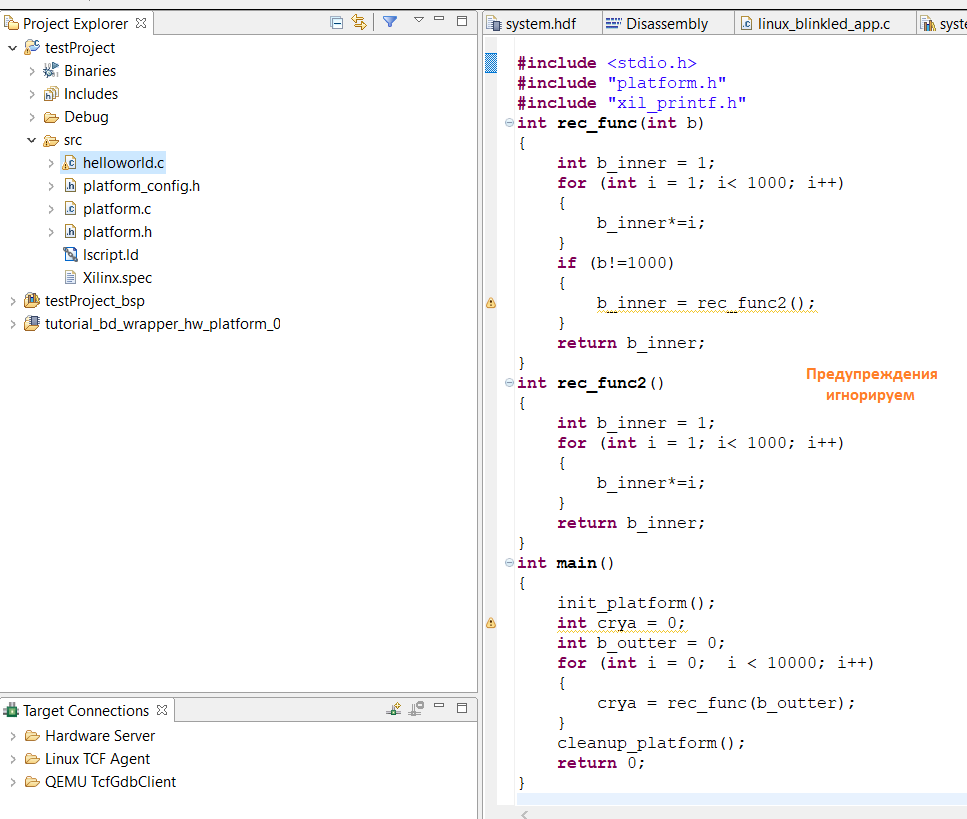 Project Explorer
testProject
Binaries
Includes
Debug
src
helloworld.c
platform_config.h
platform.c
platform.h
lscript.ld
Xilinx.spec
testProject_bsp
tutorial_bd_wrapper_hw_platform_0
Target Connections
Hardware Server
Linux TCF Agent
QEMU TcfGdbClient
system.hdf Disassembly linux_blinkled_app.c syste
#include <stdio.h>
#include "platform.h"
#include "xil_printf.h"
int rec_func(int b)
{
    int b_inner = 1;
    for (int i = 1; i< 1000; i++)
    {
        b_inner*=i;
    }
    if (b!=1000)
    {
        b_inner = rec_func2();
    }
    return b_inner;
}
int rec_func2()
{
    int b_inner = 1;
    for (int i = 1; i< 1000; i++)
    {
        b_inner*=i;
    }
    return b_inner;
}
int main()
{
    init_platform();
    int crya = 0;
    int b_outter = 0;
    for (int i = 0;  i < 10000; i++)
    {
        crya = rec_func(b_outter);
    }
    cleanup_platform();
    return 0;
}
Предупреждения
игнорируем